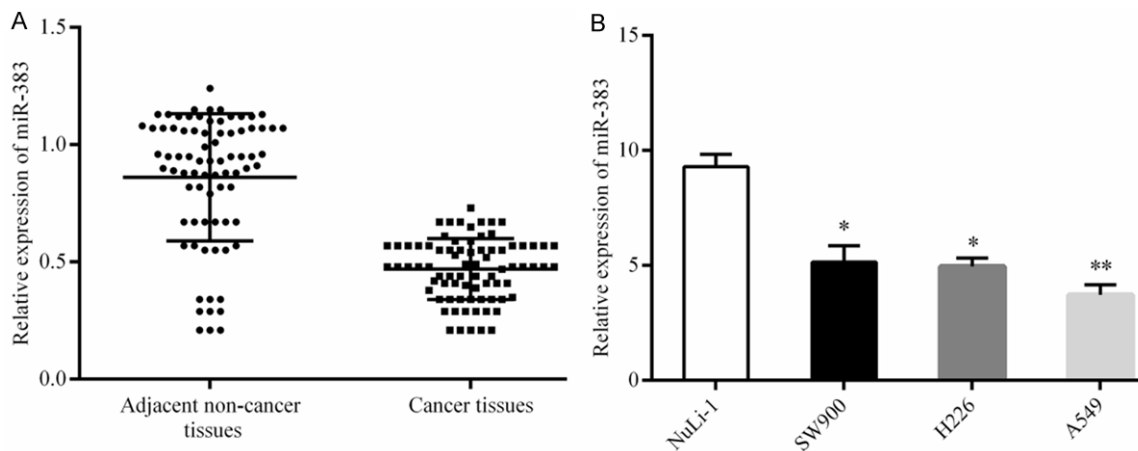 A
Relative expression of miR-383
1.5
1.0
0.5
0.0
Adjacent non-cancer
tissues
Cancer tissues
B
Relative expression of miR-383
15
10
5
0
*
*
**
NuLi-1
SW900
H226
A549